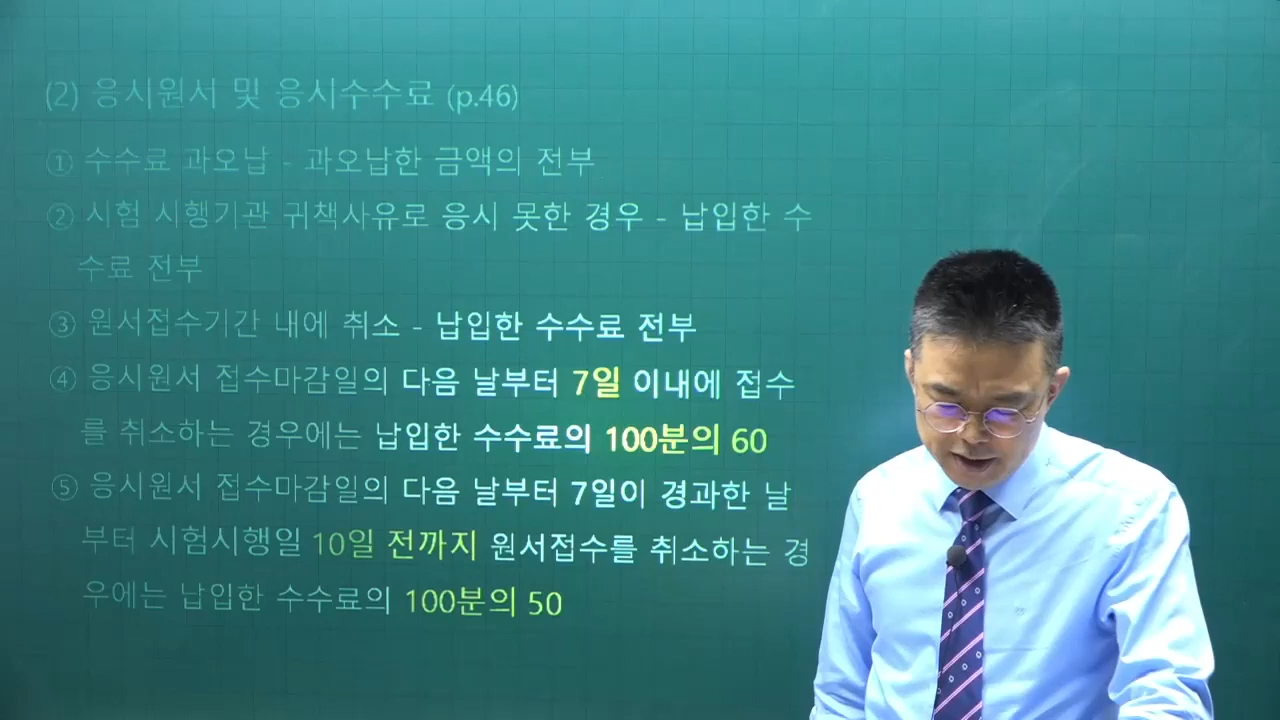 (2) 응시원서 및 응시수수료 (p.46)
① 수수료 과오납 - 과오납한 금액의 전부
② 시험 시행기관 귀책사유로 응시 못한 경우 - 납입한 수
수료 전부
③ 원서접수기간 내에 취소 - 납입한 수수료 전부
④ 응시원서 접수마감일의 다음 날부터 7일 이내에 접수
를 취소하는 경우에는 납입한 수수료의 100분의 60
⑤ 응시원서 접수마감일의 다음 날부터 7일이 경과한 날
부터 시험시행일 10일 전까지 원서접수를 취소하는 경
우에는 납입한 수수료의 100분의 50